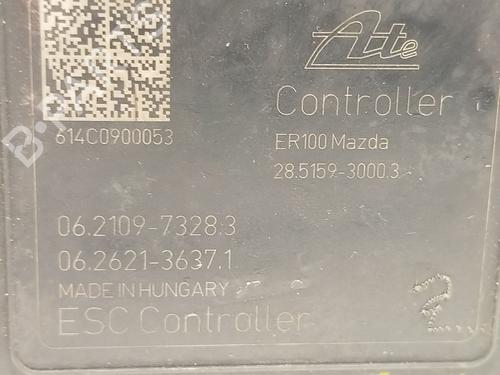 Ate
614C0900053
Controller
ER100 Mazda
28.5159-3000.3
06.2109-7328.3
06.2621-3637.1
MADE IN HUNGARY
ESC Controller
B-PARTS